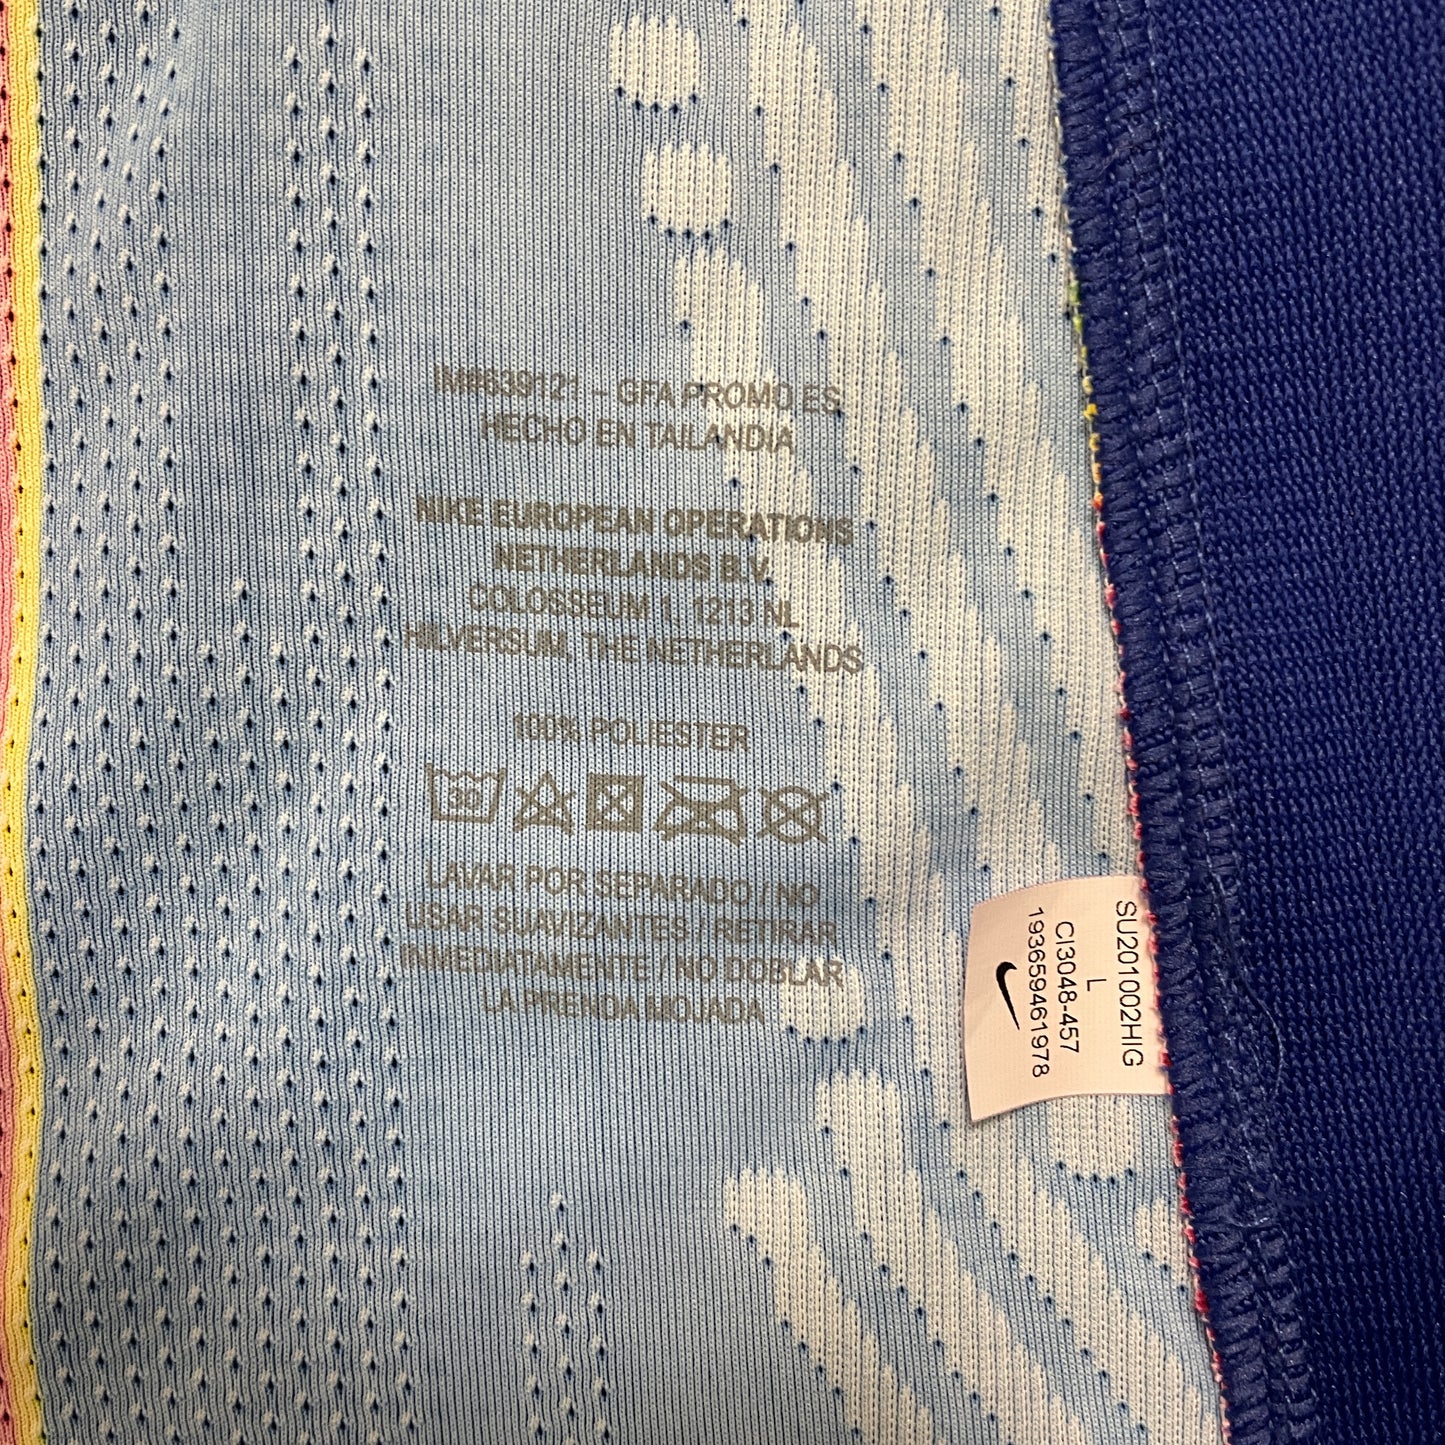 IM#639121 – GFA PROMO ES
HECHO EN TAILANDIA
NIKE EUROPEAN OPERATIONS
NETHERLANDS B.V.
COLOSSEUM 1, 1213 NL
HILVERSUM, THE NETHERLANDS
100% POLIESTER
30
LAVAR POR SEPARADO / NO
USAR SUAVIZANTES / RETIRAR
INMEDIATAMENTE / NO DOBLAR
LA PRENDA MOJADA
SU201002HIG
L
CI3048-457
193659461978